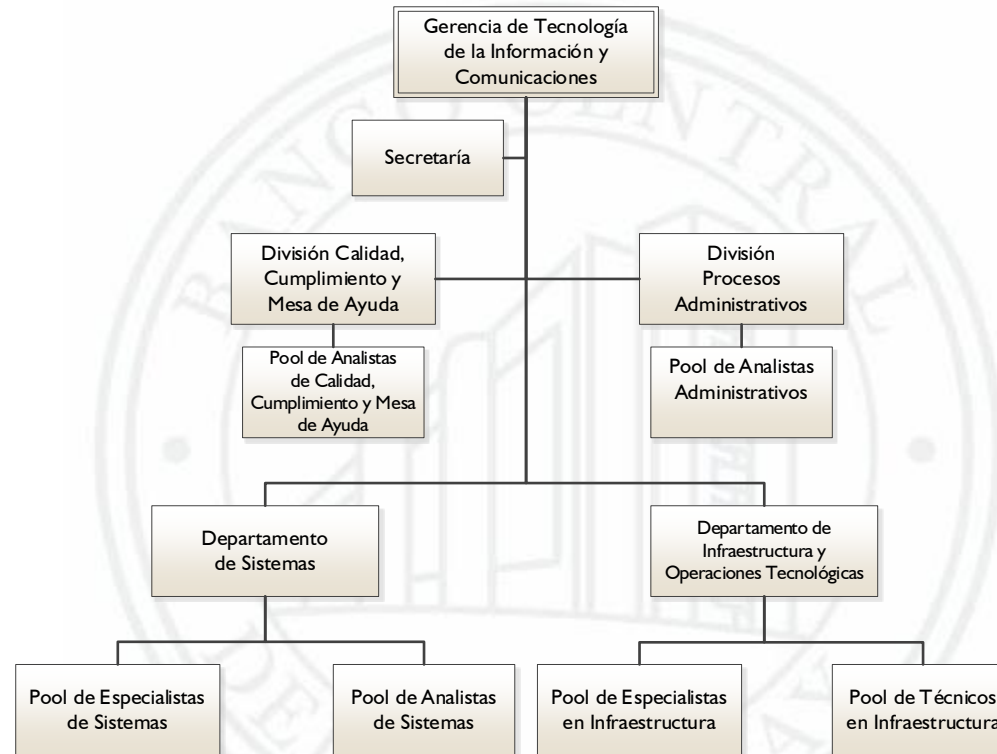 Gerencia de Tecnología
de la Información y
Comunicaciones
Secretaría
División Calidad,
Cumplimiento y
Mesa de Ayuda
División
Procesos
Administrativos
Pool de Analistas
de Calidad,
Cumplimiento y Mesa
de Ayuda
Pool de Analistas
Administrativos
Departamento
de Sistemas
Departamento de
Infraestructura y
Operaciones Tecnológicas
Pool de Especialistas
de Sistemas
Pool de Analistas
de Sistemas
Pool de Especialistas
en Infraestructura
Pool de Técnicos
en Infraestructura
BANCO CENTRAL
DE